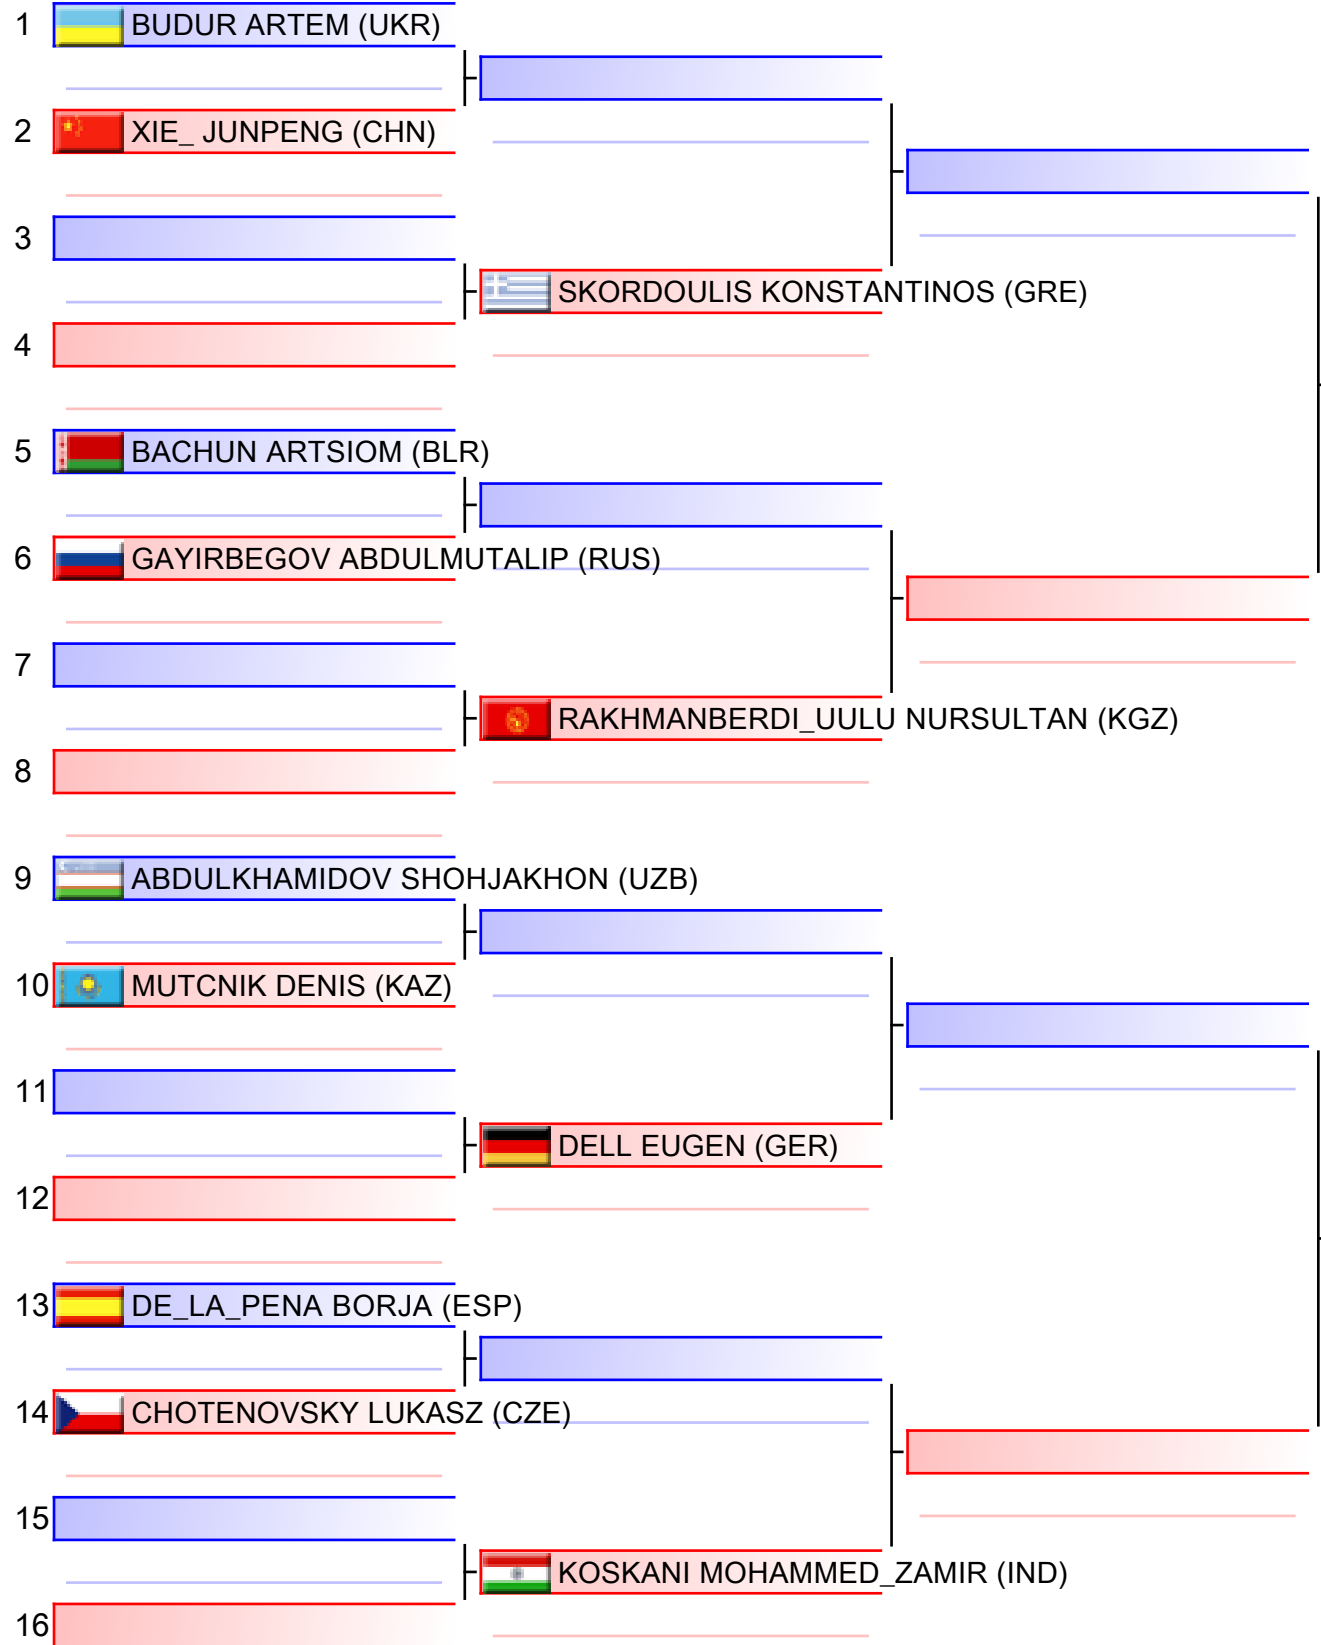 1 BUDUR ARTEM (UKR)
2 XIE_ JUNPENG (CHN)
3
SKORDOULIS KONSTANTINOS (GRE)
4
5 BACHUN ARTSIOM (BLR)
6 GAYIRBEGOV ABDULMUTALIP (RUS)
7
RAKHMANBERDI_UULU NURSULTAN (KGZ)
8
9 ABDULKHAMIDOV SHOHJAKHON (UZB)
10 MUTCNIK DENIS (KAZ)
11
DELL EUGEN (GER)
12
13 DE_LA_PENA BORJA (ESP)
14 CHOTENOVSKY LUKASZ (CZE)
15
KOSKANI MOHAMMED_ZAMIR (IND)
16